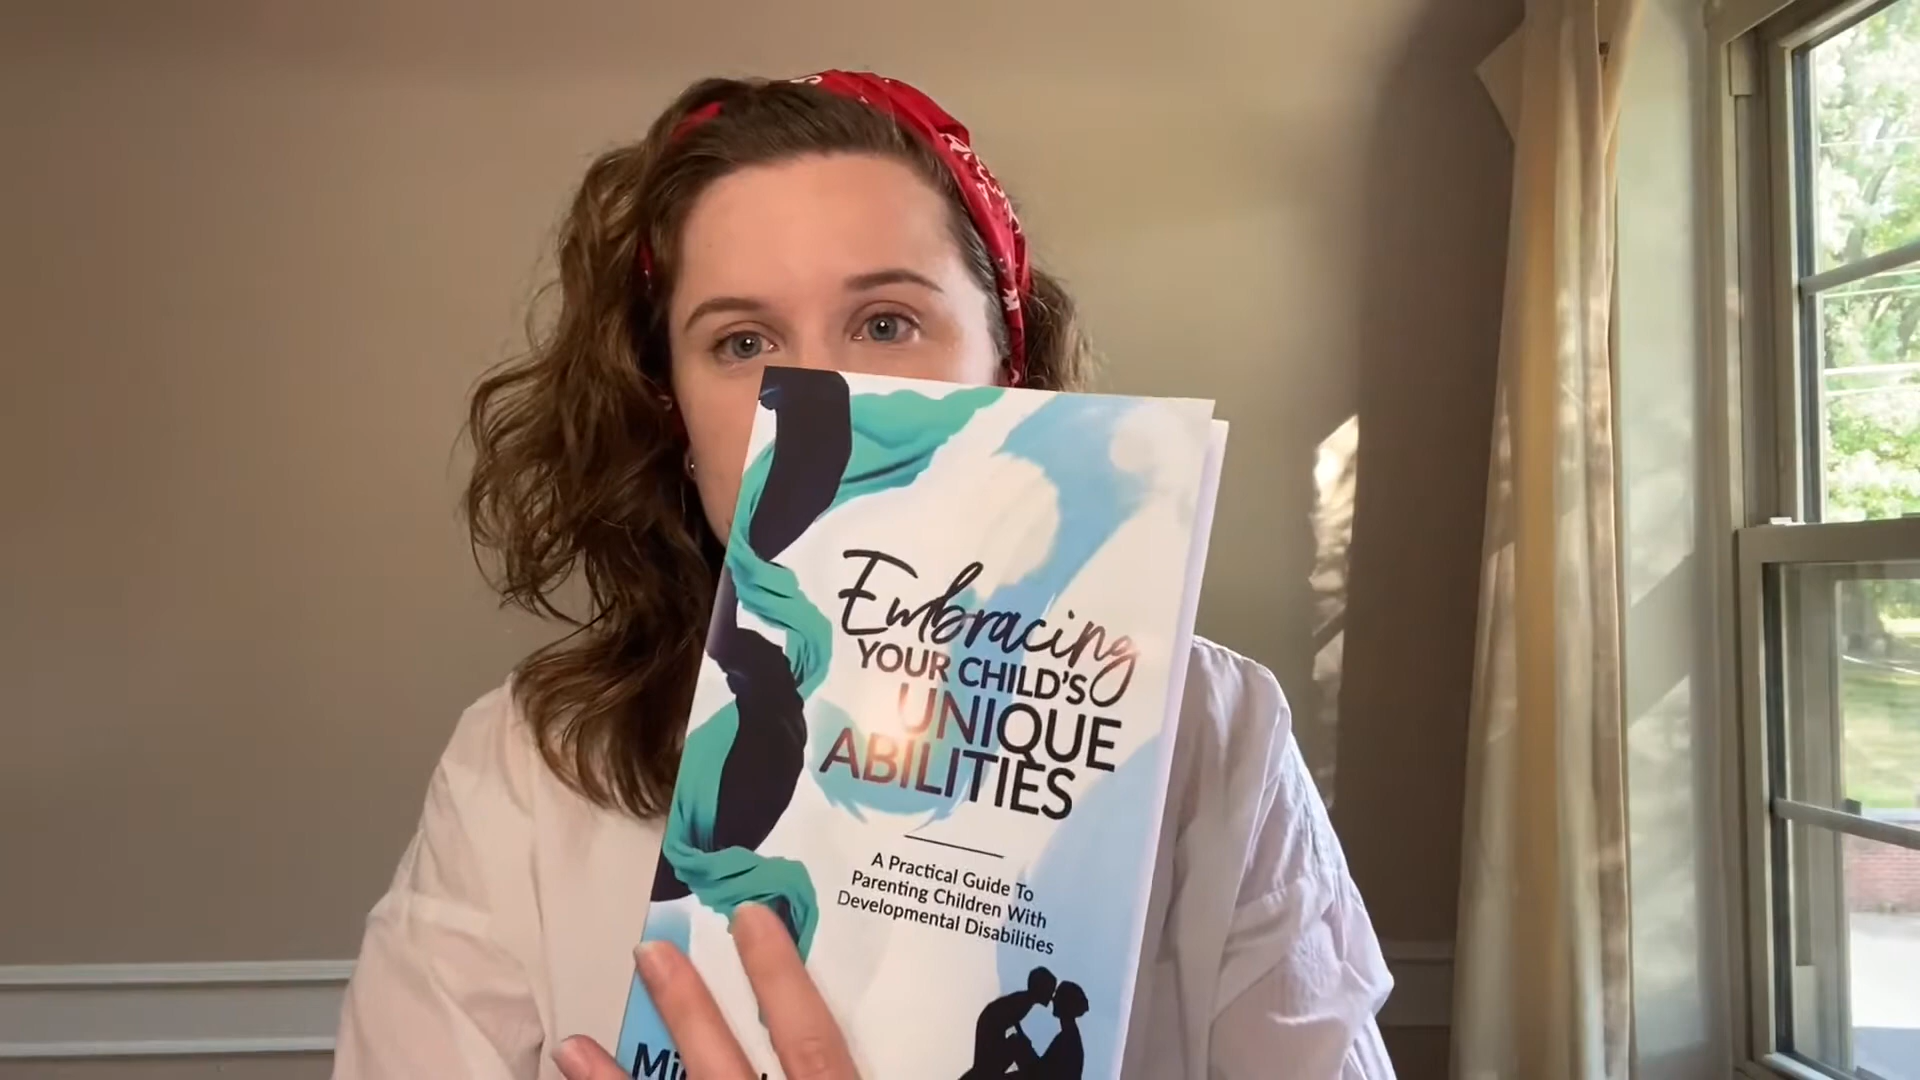 Embracing
YOUR CHILD'S
UNIQUE
ABILITIES
A Practical Guide To
Parenting Children With
Developmental Disabilities